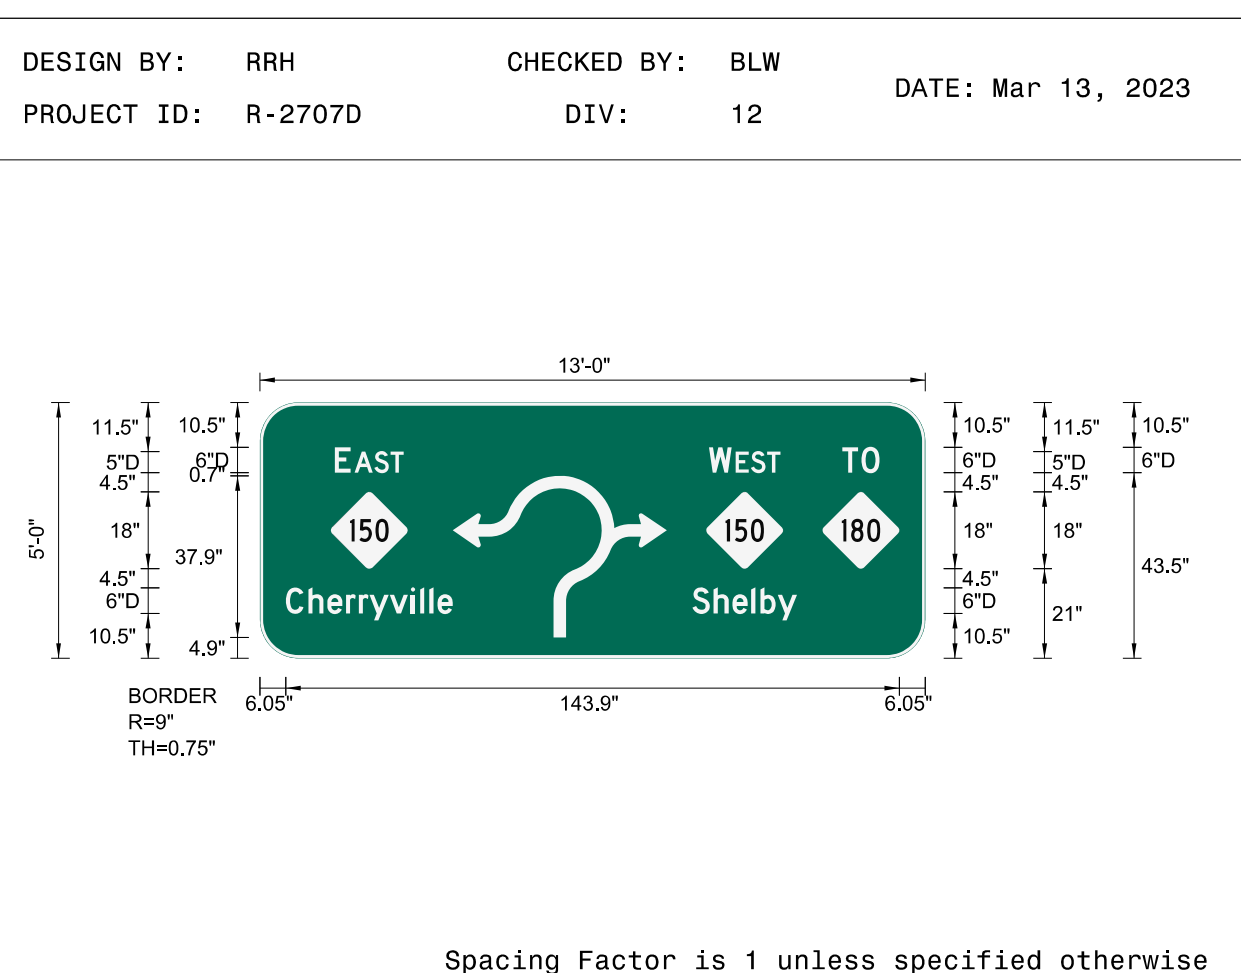 DESIGN BY: RRH CHECKED BY: BLW
DATE: Mar 13, 2023
PROJECT ID: R-2707D DIV: 12
13'-0"
11.5" 10.5" 10.5" 11.5" 10.5"
5"D 6"D EAST WEST TO 6"D 5"D 6"D
4.5" 0.7" 4.5" 4.5"
5'-0" 18" 150 150 180 18" 18"
37.9" 43.5"
4.5" 4.5"
6"D Cherryville Shelby 6"D 21"
10.5" 4.9" 10.5"
BORDER 6.05" 143.9" 6.05"
R=9"
TH=0.75"
Spacing Factor is 1 unless specified otherwise